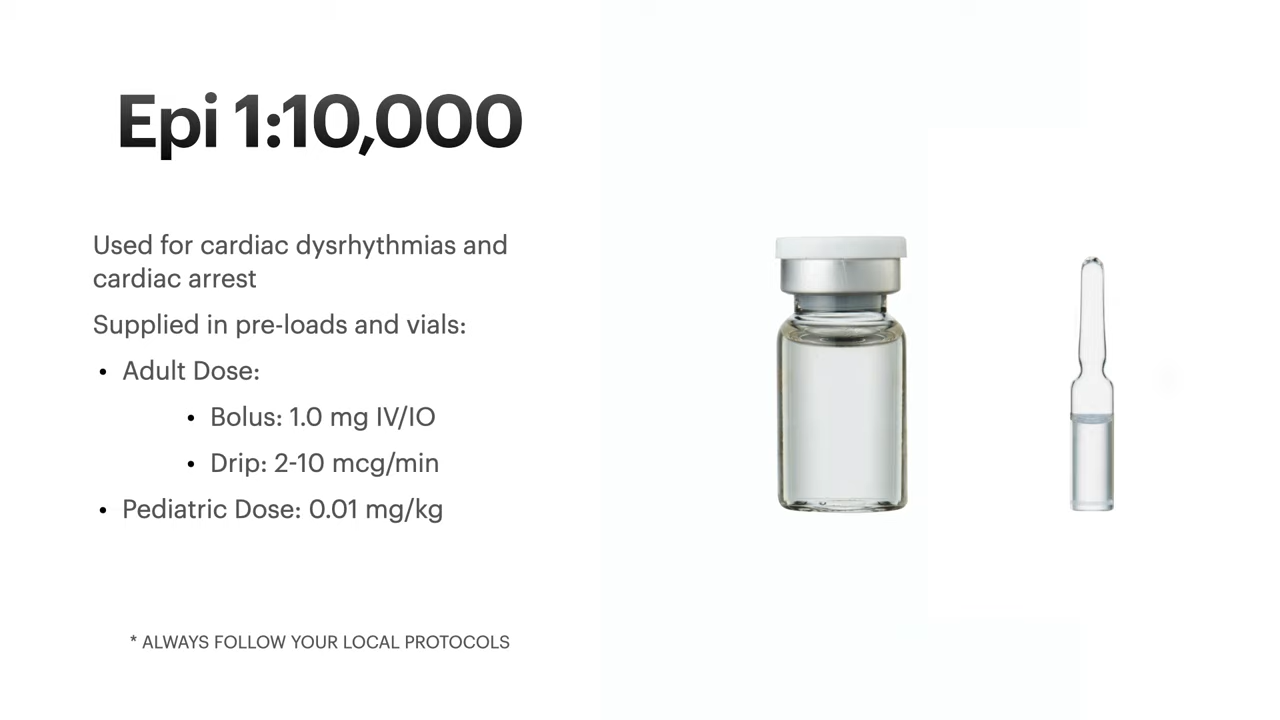 Epi 1:10,000
Used for cardiac dysrhythmias and
cardiac arrest
Supplied in pre-loads and vials:
• Adult Dose:
• Bolus: 1.0 mg IV/IO
• Drip: 2-10 mcg/min
• Pediatric Dose: 0.01 mg/kg
* ALWAYS FOLLOW YOUR LOCAL PROTOCOLS